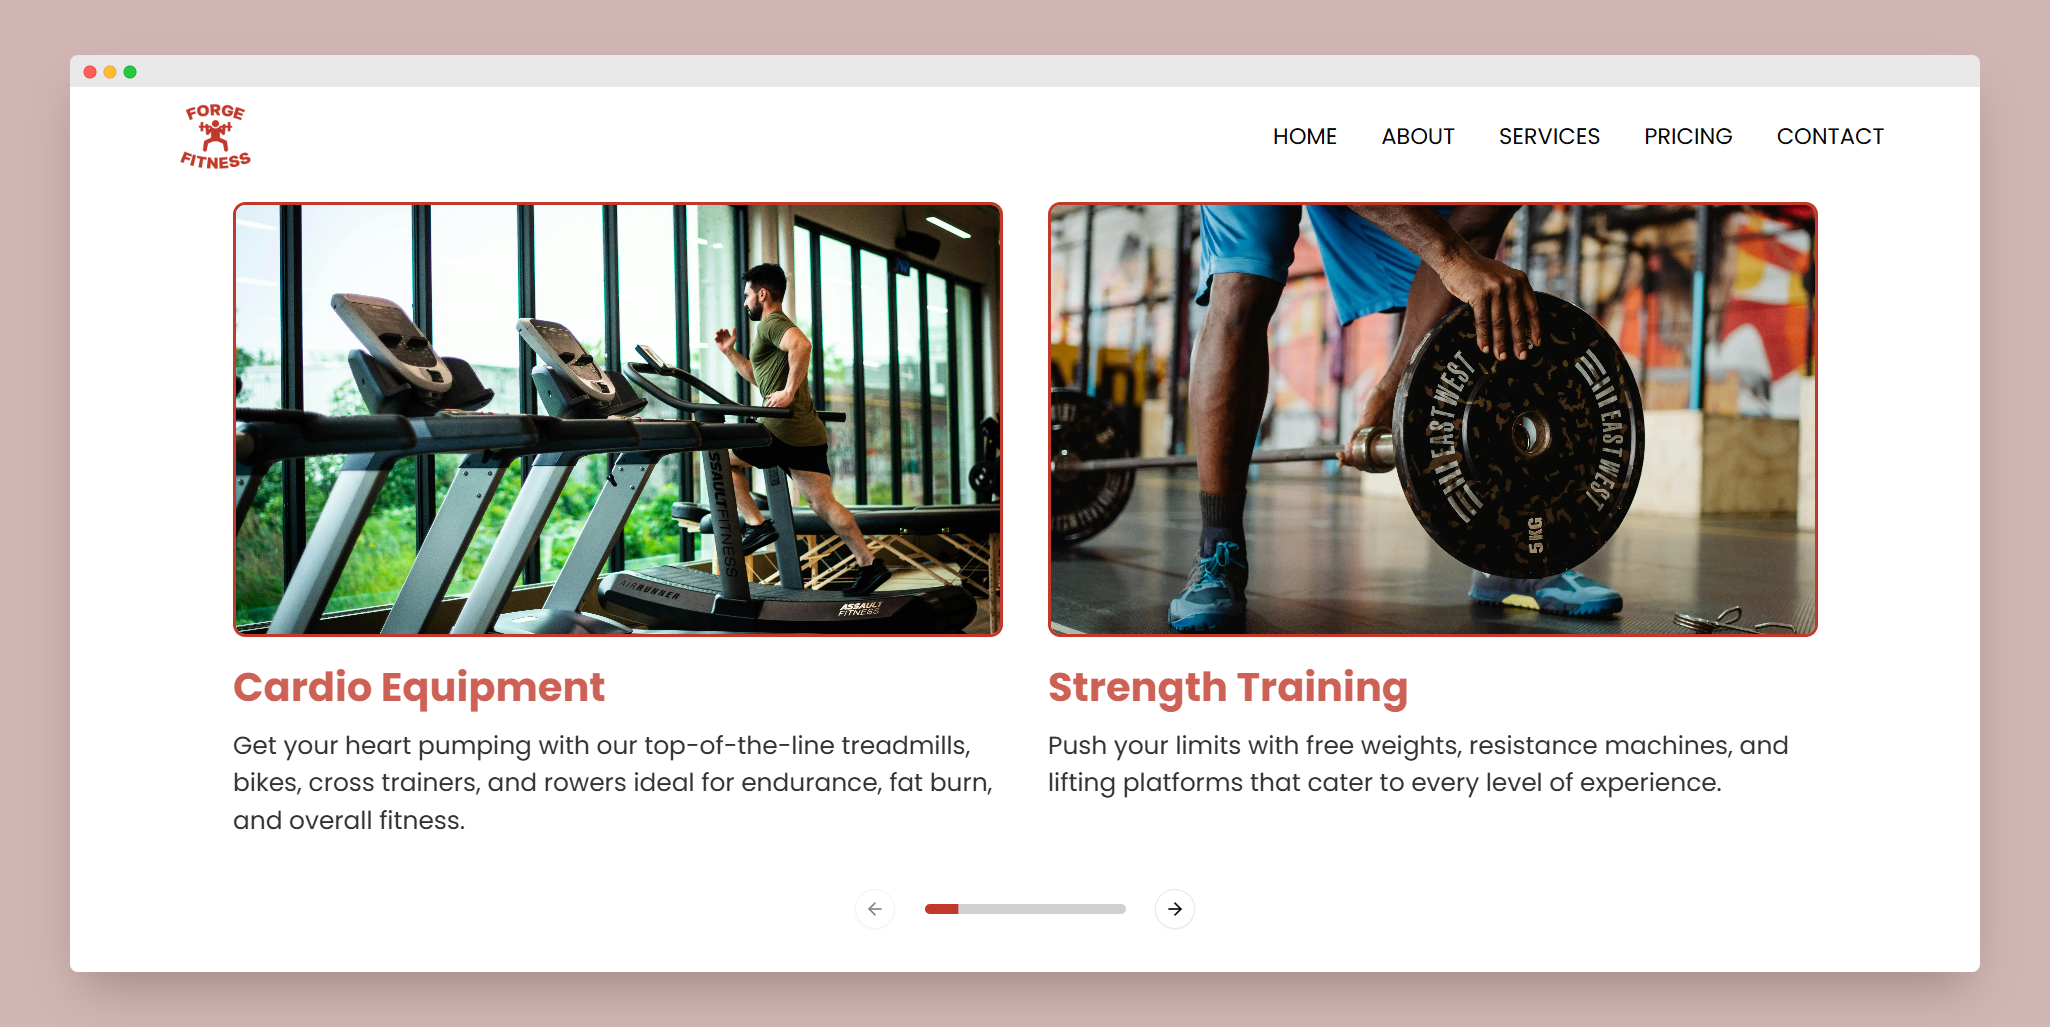 FORGE
FITNESS
HOME ABOUT SERVICES PRICING CONTACT
ASSAULT FITNESS
AIRRUNNER
ASSAULT
FITNESS
EAST WEST
EAST WEST
5KG
Cardio Equipment
Get your heart pumping with our top-of-the-line treadmills,
bikes, cross trainers, and rowers ideal for endurance, fat burn,
and overall fitness.
Strength Training
Push your limits with free weights, resistance machines, and
lifting platforms that cater to every level of experience.